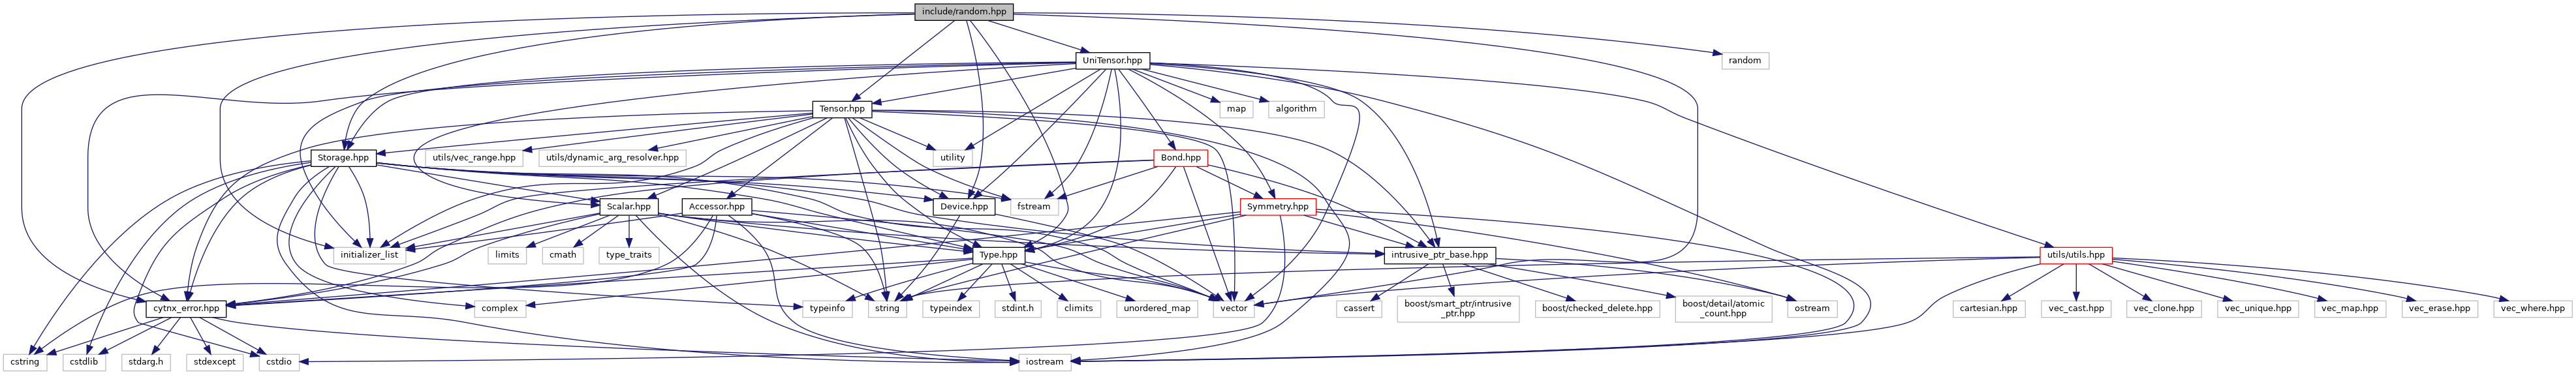 include/random.hpp
UniTensor.hpp
random
Tensor.hpp
map
algorithm
Storage.hpp
utils/vec_range.hpp
utils/dynamic_arg_resolver.hpp
utility
Bond.hpp
Scalar.hpp
Accessor.hpp
Device.hpp
fstream
Symmetry.hpp
initializer_list
limits
cmath
type_traits
Type.hpp
intrusive_ptr_base.hpp
utils/utils.hpp
cytnx_error.hpp
complex
typeinfo
string
typeindex
stdint.h
climits
unordered_map
vector
cassert
boost/smart_ptr/intrusive
_ptr.hpp
boost/checked_delete.hpp
boost/detail/atomic
_count.hpp
ostream
cartesian.hpp
vec_cast.hpp
vec_clone.hpp
vec_unique.hpp
vec_map.hpp
vec_erase.hpp
vec_where.hpp
cstring
cstdlib
stdarg.h
stdexcept
cstdio
iostream